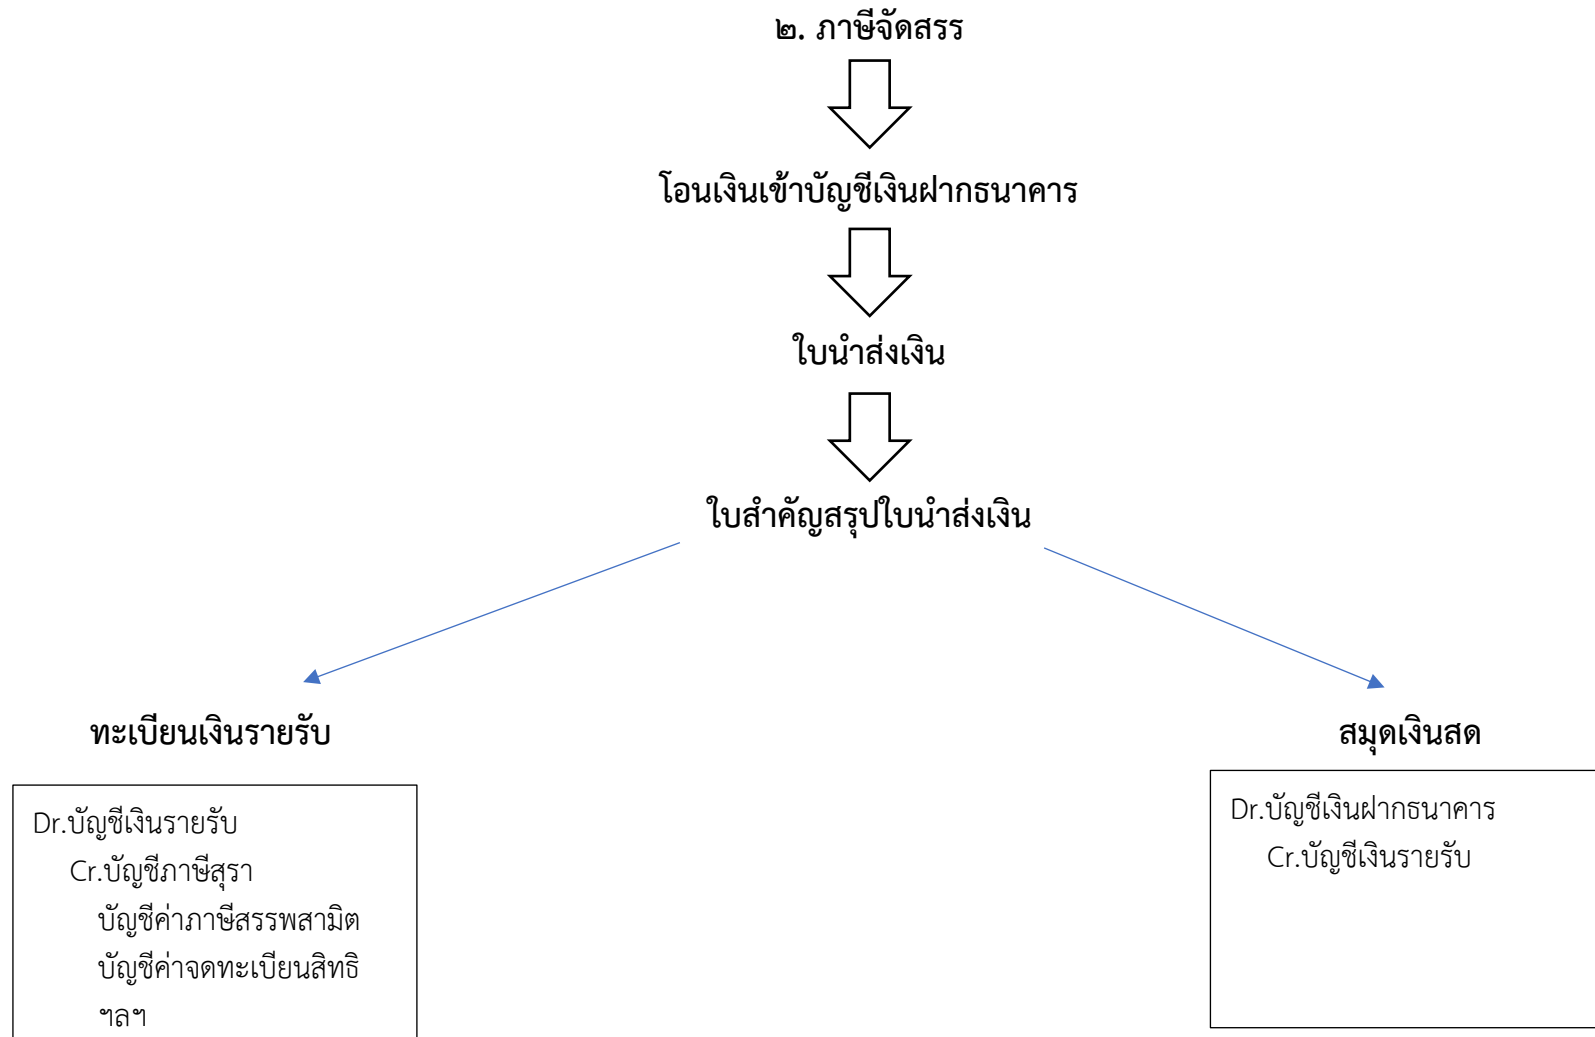 ๒. ภาษีจัดสรร
โอนเงินเข้าบัญชีเงินฝากธนาคาร
ใบนำส่งเงิน
ใบสำคัญสรุปใบนำส่งเงิน
ทะเบียนเงินรายรับ
Dr.บัญชีเงินรายรับ
Cr.บัญชีภาษีสุรา
บัญชีค่าภาษีสรรพสามิต
บัญชีค่าจดทะเบียนสิทธิ
ฯลฯ
สมุดเงินสด
Dr.บัญชีเงินฝากธนาคาร
Cr.บัญชีเงินรายรับ